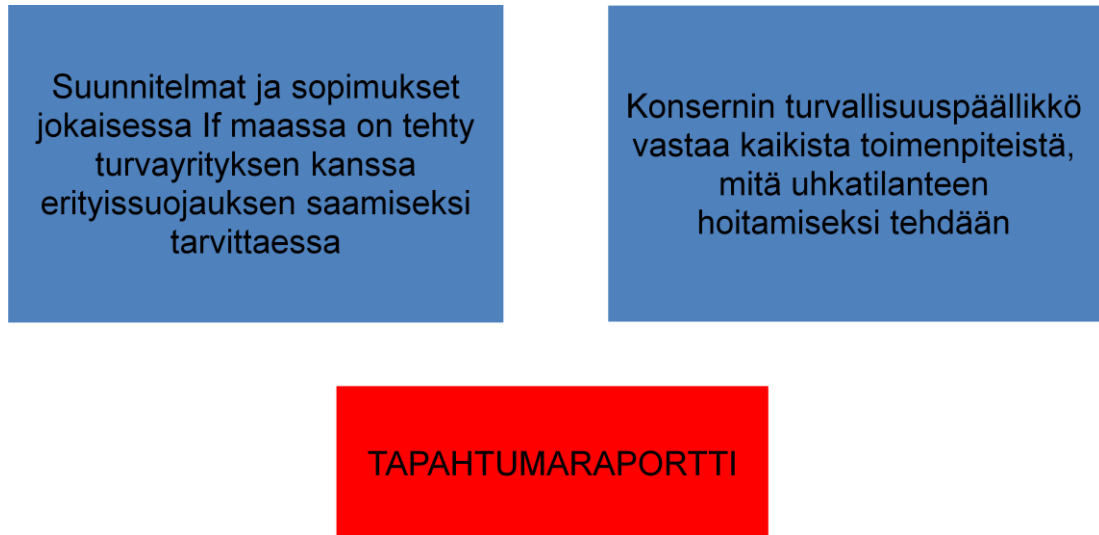 Suunnitelmat ja sopimukset
jokaisessa If maassa on tehty
turvayrityksen kanssa
erityissuojauksen saamiseksi
tarvittaessa
Konsernin turvallisuuspäällikkö
vastaa kaikista toimenpiteistä,
mitä uhkatilanteen
hoitamiseksi tehdään
TAPAHTUMARAPORTTI